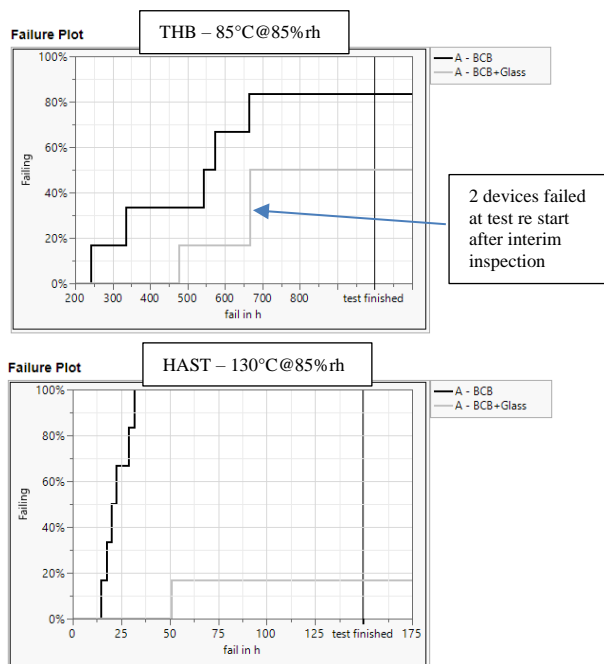 THB – 85°C@85%rh
Failure Plot
A - BCB
A - BCB+Glass
100%
80%
60%
40%
20%
0%
Failing
200 300 400 500 600 700 800 test finished
fail in h
2 devices failed
at test re start
after interim
inspection
HAST – 130°C@85%rh
Failure Plot
A - BCB
A - BCB+Glass
100%
80%
60%
40%
20%
0%
Failing
0 25 50 75 100 125 test finished 175
fail in h